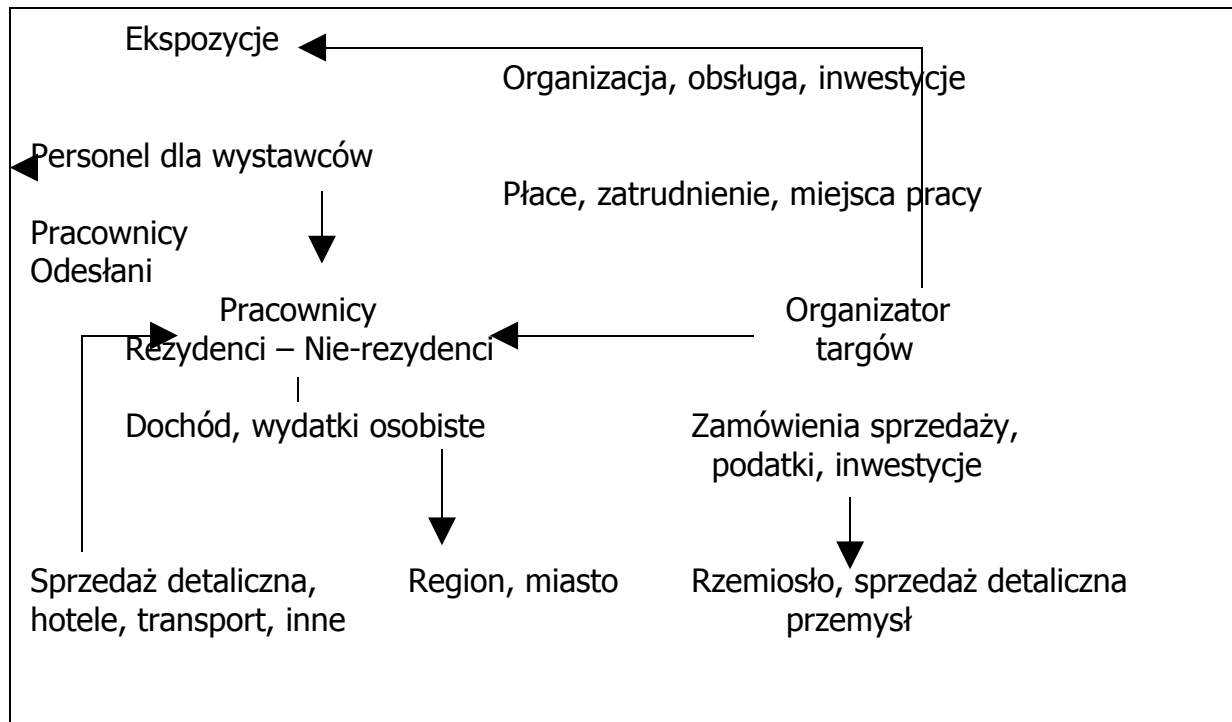 Ekspozycje
Organizacja, obsługa, inwestycje
Personel dla wystawców
Płace, zatrudnienie, miejsca pracy
Pracownicy
Odesłani
Pracownicy
Rezydenci – Nie-rezydenci
Organizator
targów
Dochód, wydatki osobiste
Zamówienia sprzedaży,
podatki, inwestycje
Sprzedaż detaliczna,
hotele, transport, inne
Region, miasto
Rzemiosło, sprzedaż detaliczna
przemysł